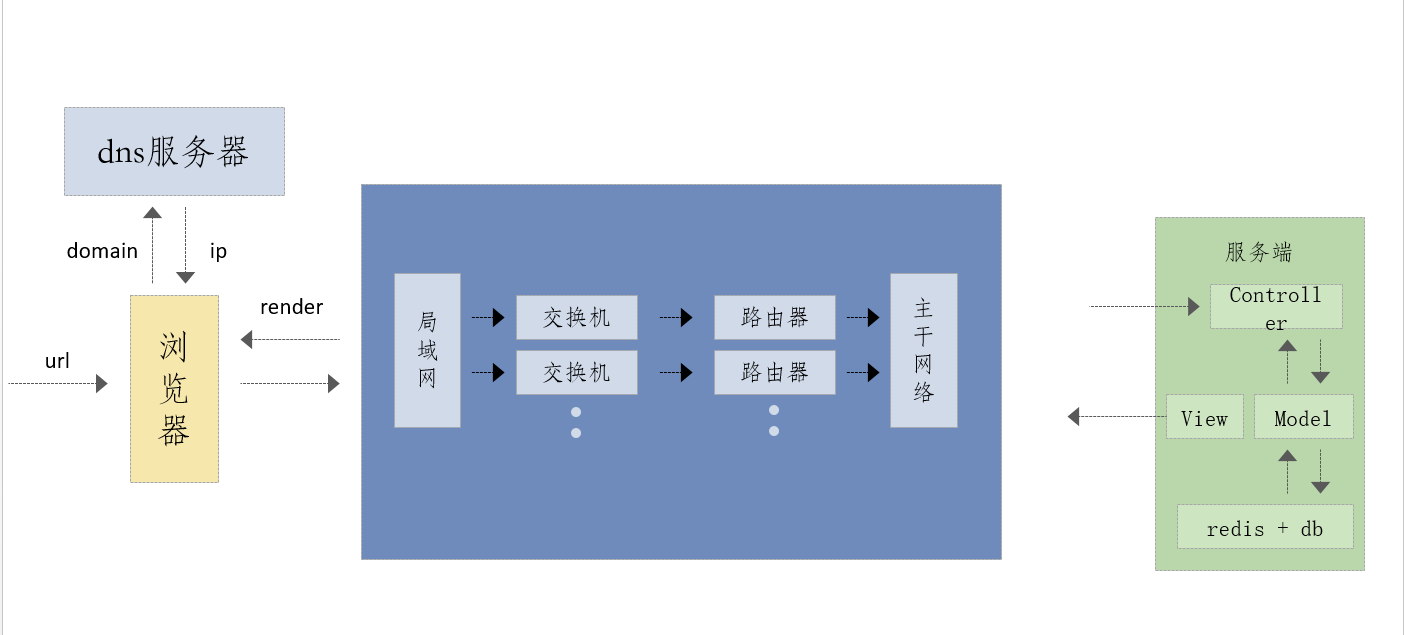 dns服务器
domain
ip
url
浏览器
render
局域网
交换机
路由器
交换机
路由器
主干网络
服务端
Controll
er
View
Model
redis + db